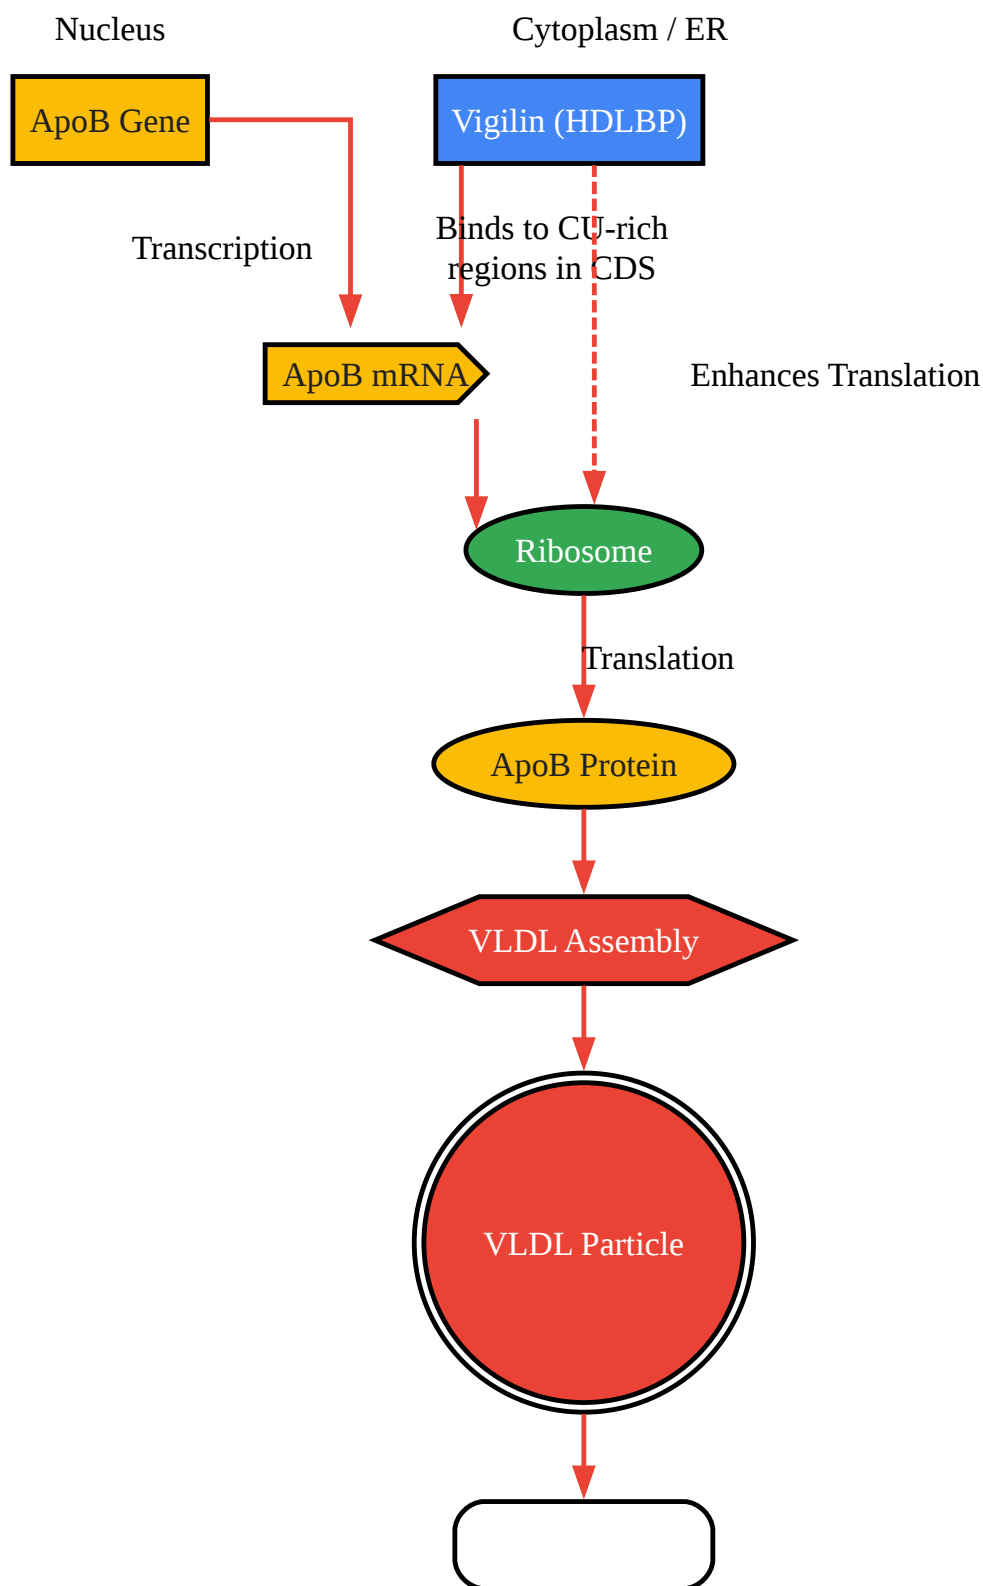 Nucleus
Cytoplasm / ER
ApoB Gene
Vigilin (HDLBP)
Transcription
Binds to CU-rich
regions in CDS
ApoB mRNA
Enhances Translation
Ribosome
Translation
ApoB Protein
VLDL Assembly
VLDL Particle